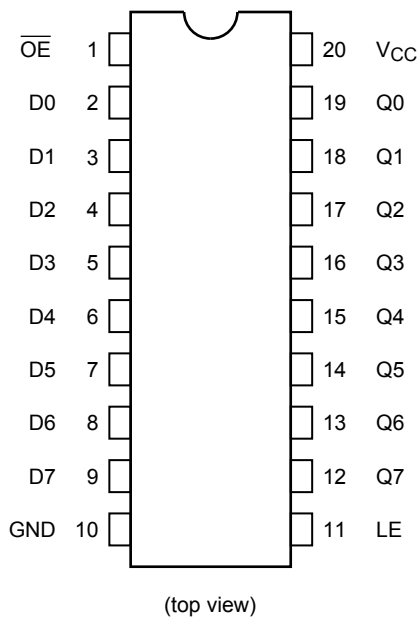 O̅E̅ 1 20 VCC
D0 2 19 Q0
D1 3 18 Q1
D2 4 17 Q2
D3 5 16 Q3
D4 6 15 Q4
D5 7 14 Q5
D6 8 13 Q6
D7 9 12 Q7
GND 10 11 LE
(top view)